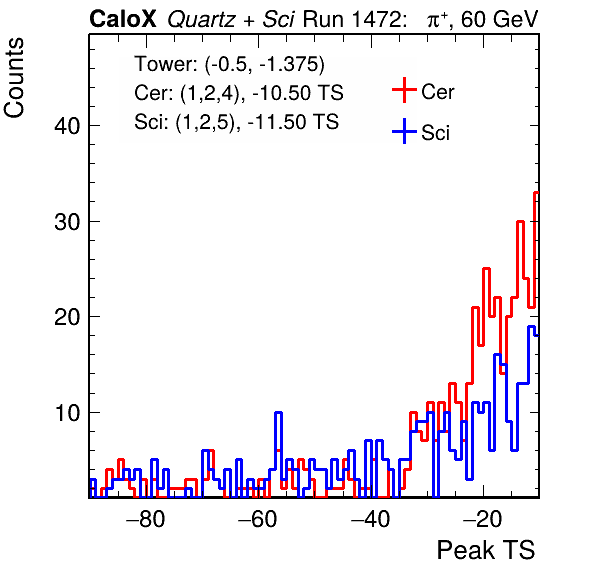 CaloX Quartz + Sci Run 1472: π⁺, 60 GeV
Counts
Tower: (-0.5, -1.375)
Cer: (1,2,4), -10.50 TS
Sci: (1,2,5), -11.50 TS
Cer
Sci
40
30
20
10
−80 −60 −40 −20
Peak TS